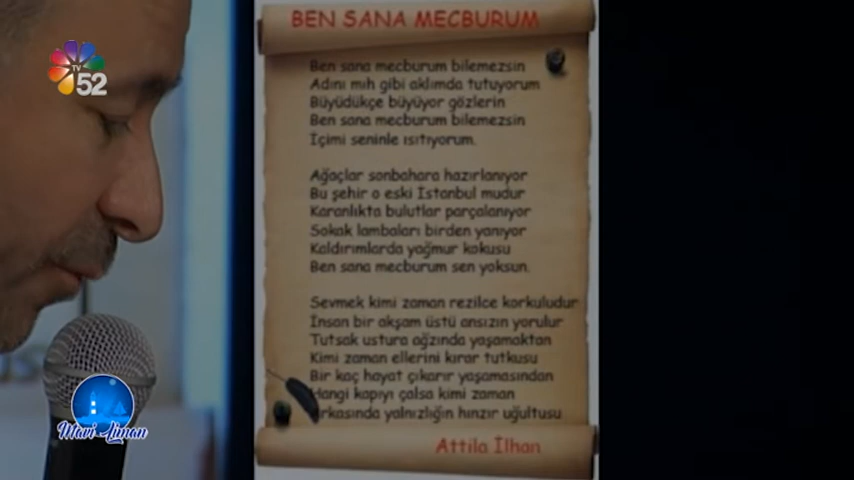 BEN SANA MECBURUM
Ben sana mecburum bilemezsin
Adını mıh gibi aklımda tutuyorum
Büyüdükçe büyüyor gözlerin
Ben sana mecburum bilemezsin
İçimi seninle ısıtıyorum.
Ağaçlar sonbahara hazırlanıyor
Bu şehir o eski İstanbul mudur
Karanlıkta bulutlar parçalanıyor
Sokak lambaları birden yanıyor
Kaldırımlarda yağmur kokusu
Ben sana mecburum sen yoksun.
Sevmek kimi zaman rezilce korkuludur
İnsan bir akşam üstü ansızın yorulur
Tutsak ustura ağzında yaşamaktan
Kimi zaman ellerini kırar tutkusu
Bir kaç hayat çıkarır yaşamasından
Hangi kapıyı çalsa kimi zaman
Arkasında yalnızlığın hınzır uğultusu
Attila İlhan
TV 52
Mavi Liman